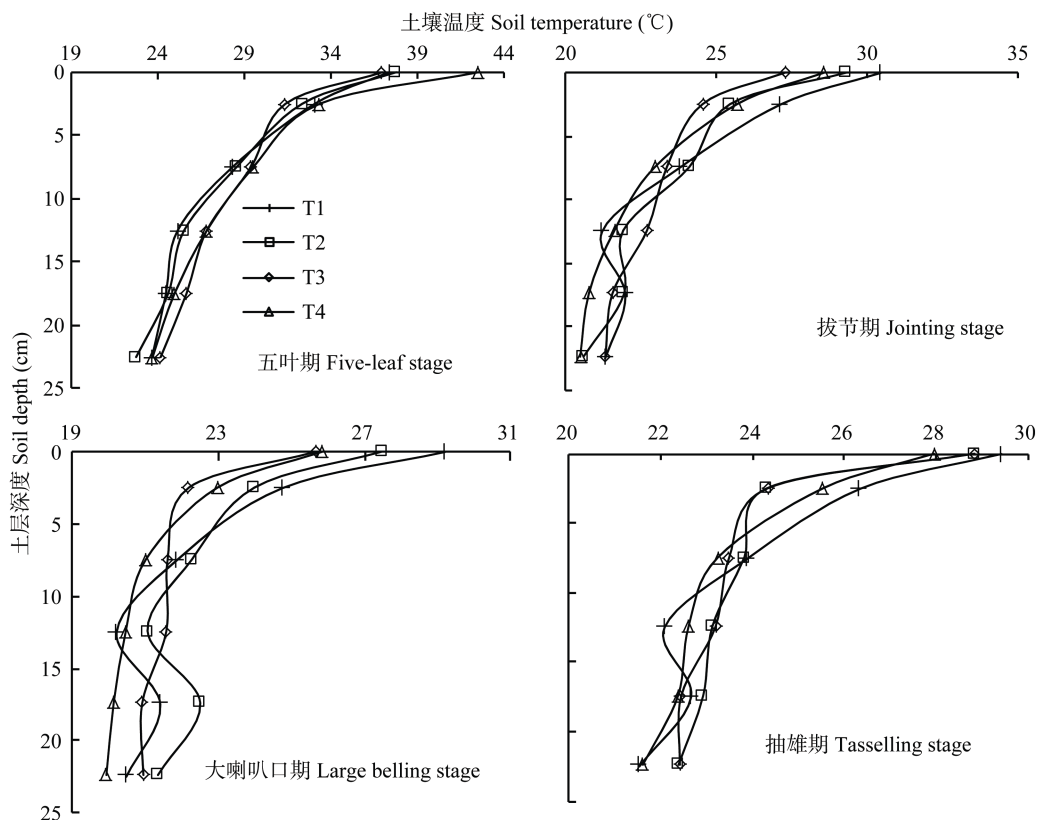 土壤温度 Soil temperature (℃)
19 24 29 34 39 44
20 25 30 35
0
5
10
15
20
25
T1
T2
T3
T4
五叶期 Five-leaf stage
拔节期 Jointing stage
土层深度 Soil depth (cm)
19 23 27 31
20 22 24 26 28 30
0
5
10
15
20
25
大喇叭口期 Large belling stage
抽雄期 Tasselling stage